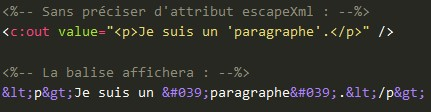 <%-- Sans préciser d'attribut escapeXml : --%>
<c:out value="<p>Je suis un 'paragraphe'.</p>" />
<%-- La balise affichera : --%>
&lt;p&gt;Je suis un &#039;paragraphe&#039;.&lt;/p&gt;